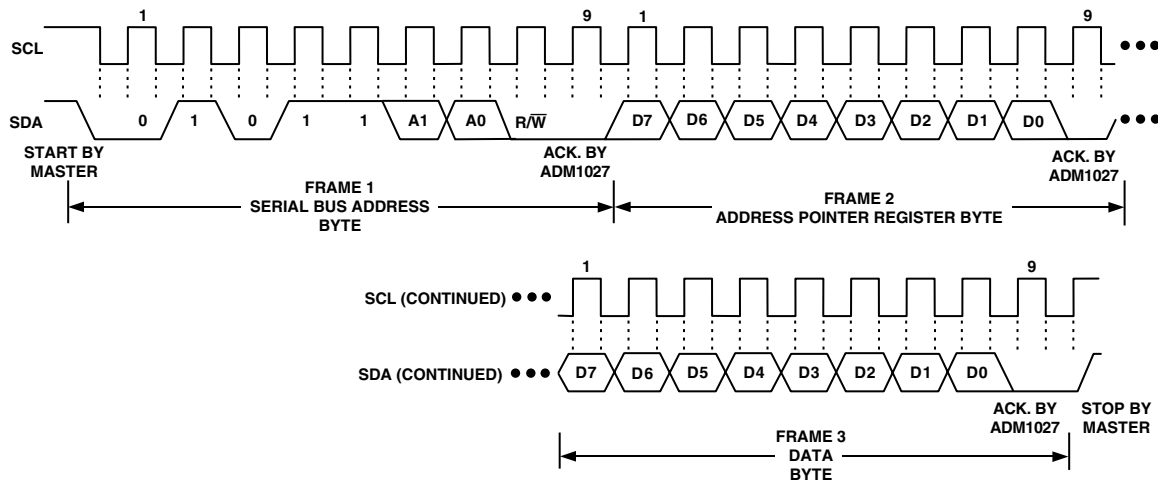 1 9 1 9
SCL
SDA 0 1 0 1 1 A1 A0 R/W̅ D7 D6 D5 D4 D3 D2 D1 D0
START BY
MASTER
ACK. BY
ADM1027
ACK. BY
ADM1027
FRAME 1
SERIAL BUS ADDRESS
BYTE
FRAME 2
ADDRESS POINTER REGISTER BYTE
1 9
SCL (CONTINUED)
SDA (CONTINUED) D7 D6 D5 D4 D3 D2 D1 D0
ACK. BY
ADM1027
STOP BY
MASTER
FRAME 3
DATA
BYTE